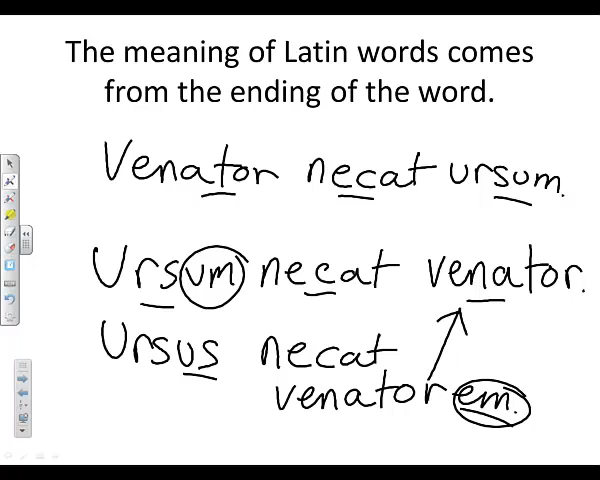 The meaning of Latin words comes
from the ending of the word.
Venator necat ursum.
Ursum necat venator.
Ursus necat
venatorem.